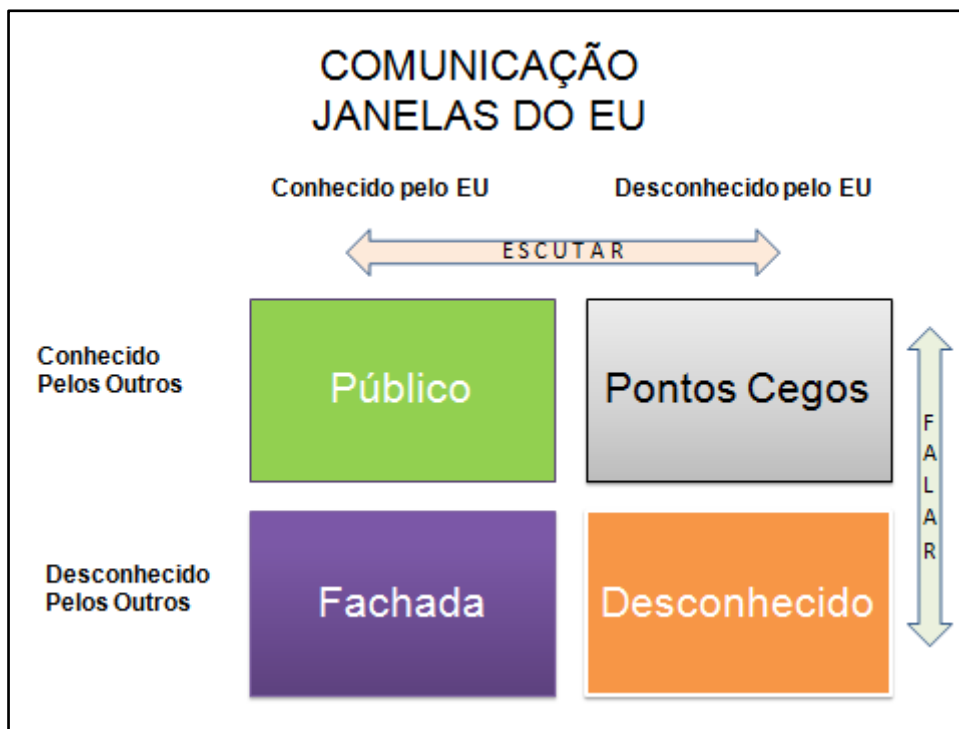 COMUNICAÇÃO
JANELAS DO EU
Conhecido pelo EU
Desconhecido pelo EU
ESCUTAR
Conhecido
Pelos Outros
Público
Pontos Cegos
FALAR
Desconhecido
Pelos Outros
Fachada
Desconhecido